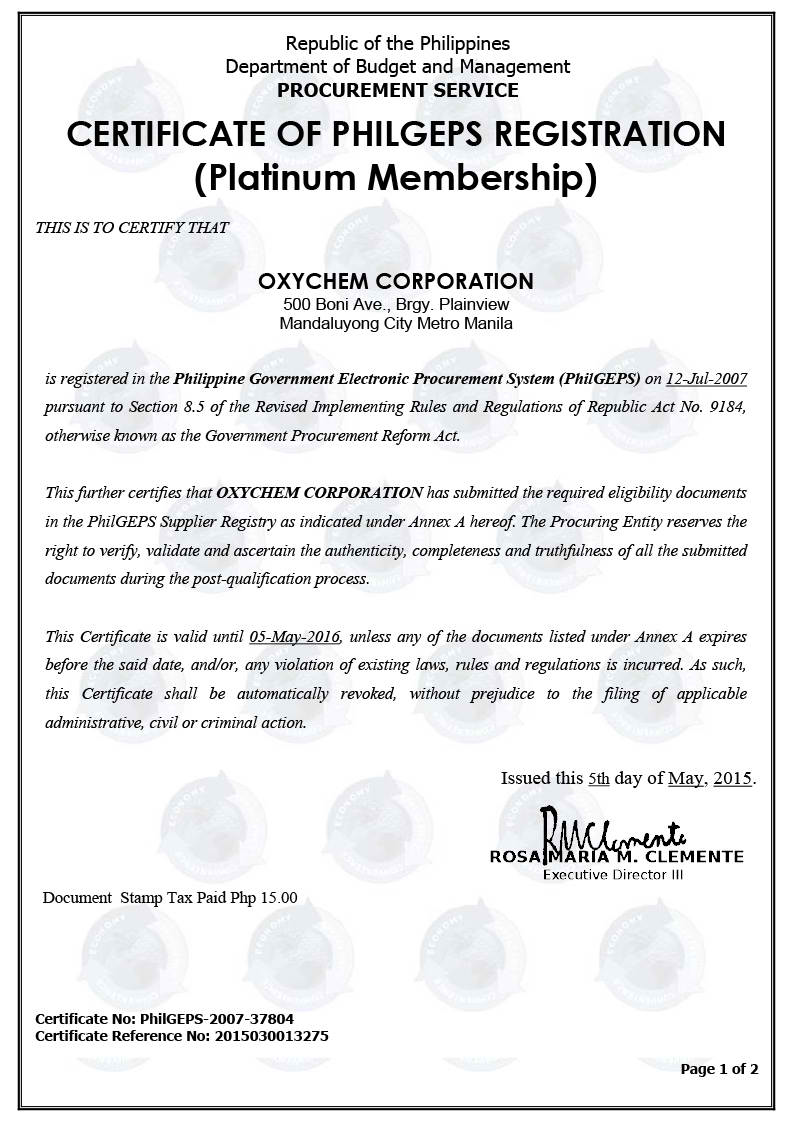 Republic of the Philippines
Department of Budget and Management
PROCUREMENT SERVICE
CERTIFICATE OF PHILGEPS REGISTRATION
(Platinum Membership)
THIS IS TO CERTIFY THAT
OXYCHEM CORPORATION
500 Boni Ave., Brgy. Plainview
Mandaluyong City Metro Manila
is registered in the Philippine Government Electronic Procurement System (PhilGEPS) on 12-Jul-2007
pursuant to Section 8.5 of the Revised Implementing Rules and Regulations of Republic Act No. 9184,
otherwise known as the Government Procurement Reform Act.
This further certifies that OXYCHEM CORPORATION has submitted the required eligibility documents
in the PhilGEPS Supplier Registry as indicated under Annex A hereof. The Procuring Entity reserves the
right to verify, validate and ascertain the authenticity, completeness and truthfulness of all the submitted
documents during the post-qualification process.
This Certificate is valid until 05-May-2016, unless any of the documents listed under Annex A expires
before the said date, and/or, any violation of existing laws, rules and regulations is incurred. As such,
this Certificate shall be automatically revoked, without prejudice to the filing of applicable
administrative, civil or criminal action.
Issued this 5th day of May, 2015.
RMClemente
ROSA MARIA M. CLEMENTE
Executive Director III
Document Stamp Tax Paid Php 15.00
Certificate No: PhilGEPS-2007-37804
Certificate Reference No: 2015030013275
Page 1 of 2